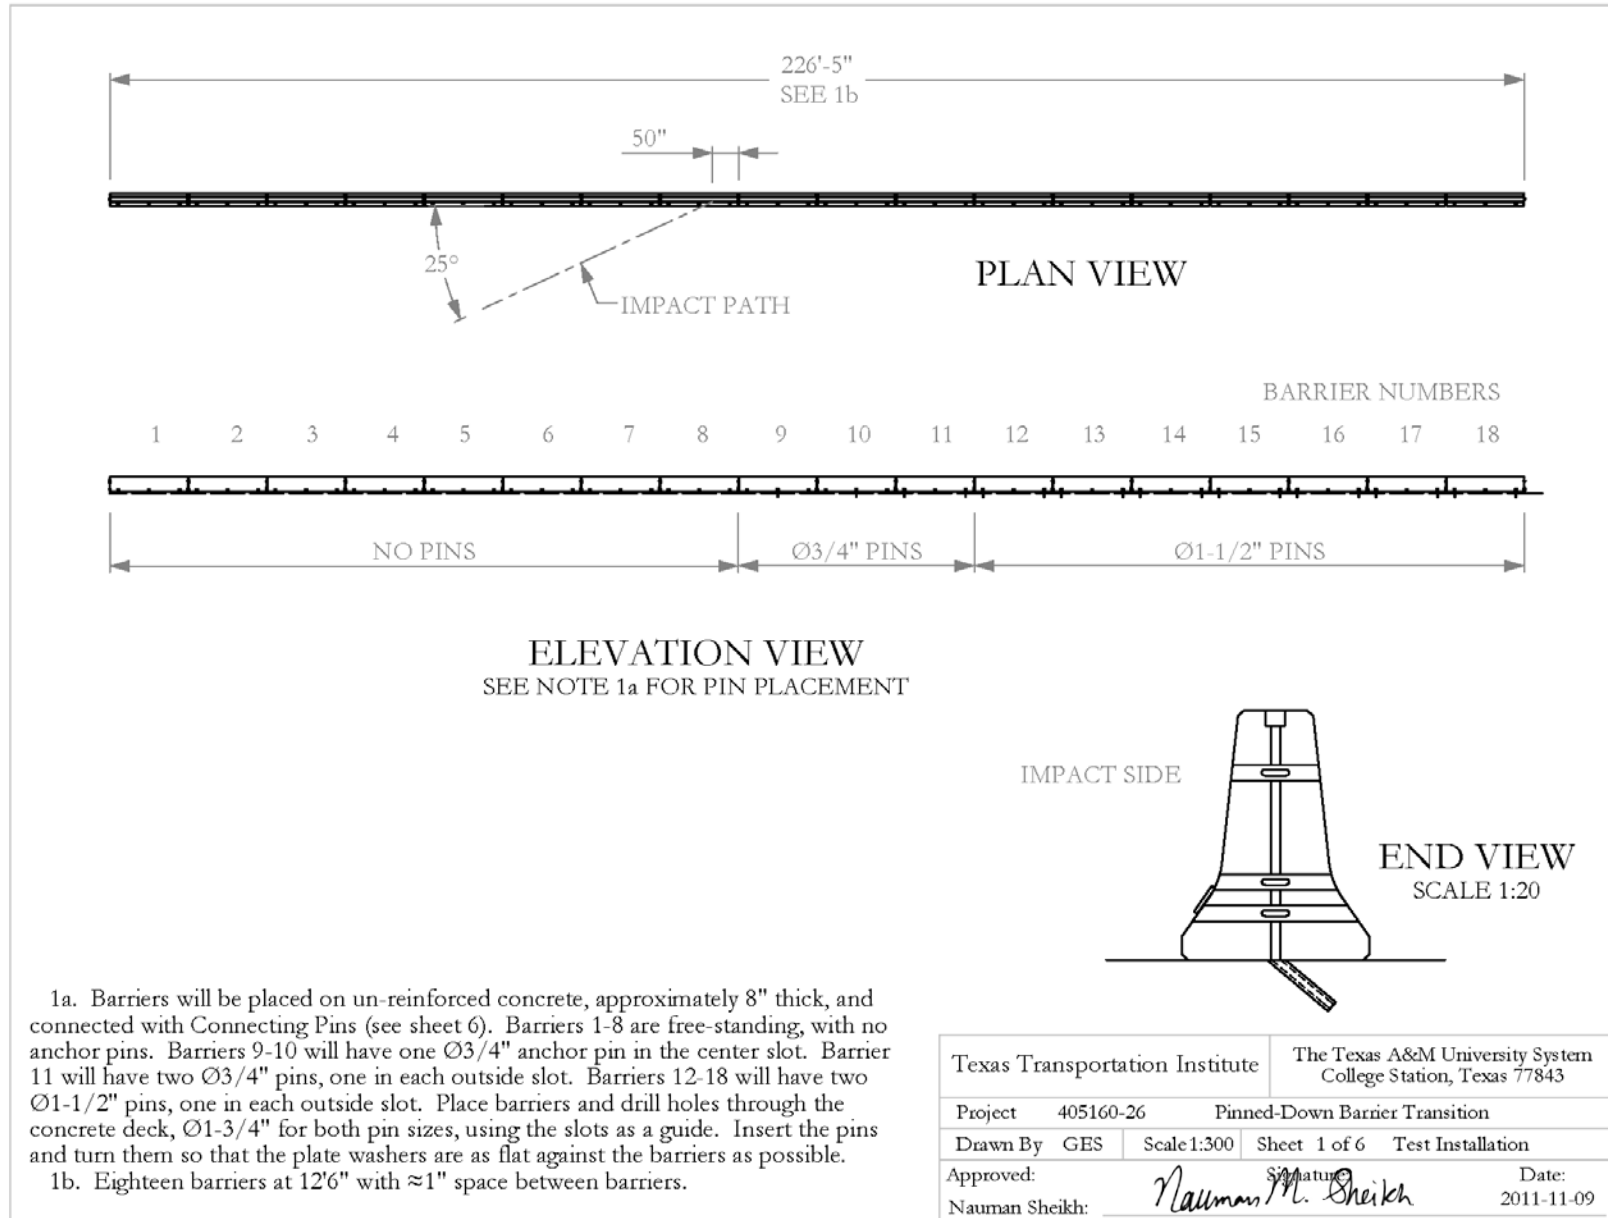 226'-5"
SEE 1b
50"
25°
IMPACT PATH
PLAN VIEW
BARRIER NUMBERS
1 2 3 4 5 6 7 8 9 10 11 12 13 14 15 16 17 18
NO PINS Ø3/4" PINS Ø1-1/2" PINS
ELEVATION VIEW
SEE NOTE 1a FOR PIN PLACEMENT
IMPACT SIDE
END VIEW
SCALE 1:20
1a. Barriers will be placed on un-reinforced concrete, approximately 8" thick, and
connected with Connecting Pins (see sheet 6). Barriers 1-8 are free-standing, with no
anchor pins. Barriers 9-10 will have one Ø3/4" anchor pin in the center slot. Barrier
11 will have two Ø3/4" pins, one in each outside slot. Barriers 12-18 will have two
Ø1-1/2" pins, one in each outside slot. Place barriers and drill holes through the
concrete deck, Ø1-3/4" for both pin sizes, using the slots as a guide. Insert the pins
and turn them so that the plate washers are as flat against the barriers as possible.
1b. Eighteen barriers at 12'6" with ≈1" space between barriers.
Texas Transportation Institute
The Texas A&M University System
College Station, Texas 77843
Project 405160-26 Pinned-Down Barrier Transition
Drawn By GES Scale 1:300 Sheet 1 of 6 Test Installation
Approved: Signature: Date:
Nauman Sheikh: Nauman M. Sheikh 2011-11-09